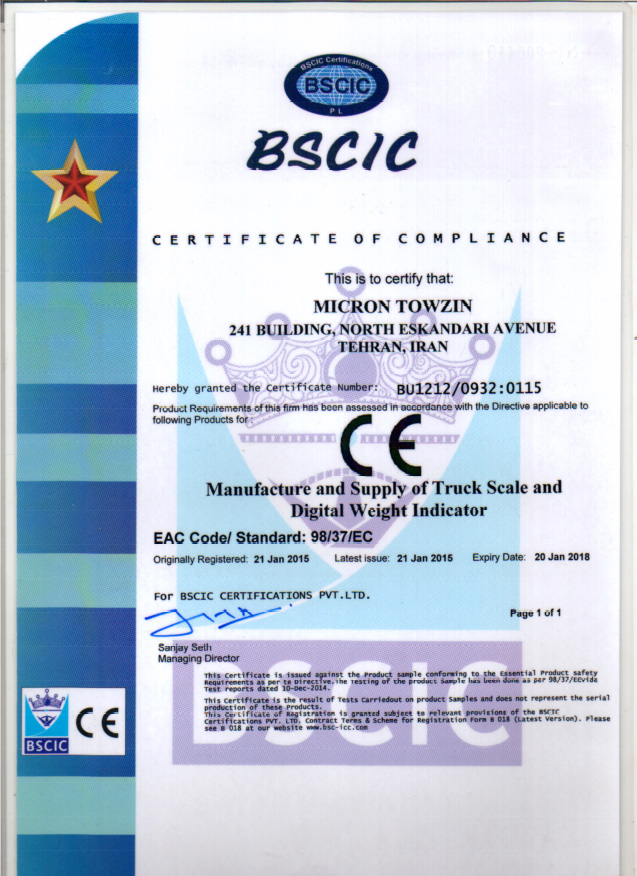 BSCIC Certifications
BSCIC
P L
BSCIC
CERTIFICATE OF COMPLIANCE
This is to certify that:
MICRON TOWZIN
241 BUILDING, NORTH ESKANDARI AVENUE
TEHRAN, IRAN
Hereby granted the Certificate Number: BU1212/0932:0115
Product Requirements of this firm has been assessed in accordance with the Directive applicable to
following Products for :
CE
Manufacture and Supply of Truck Scale and
Digital Weight Indicator
EAC Code/ Standard: 98/37/EC
Originally Registered: 21 Jan 2015 Latest issue: 21 Jan 2015 Expiry Date: 20 Jan 2018
For BSCIC CERTIFICATIONS PVT.LTD.
Page 1 of 1
Sanjay Seth
Managing Director
This Certificate is issued against the Product sample conforming to the Essential Product safety
Requirements as per to Directive,The testing of the product Sample has been done as per 98/37/EEvide
Test reports dated 10-Dec-2014.
This Certificate is the result of Tests Carriedout on product Samples and does not represent the serial
production of these Products.
This Certificate of Registration is granted subject to relevant provisions of the BSCIC
Certifications PVT. LTD. Contract Terms & Scheme for Registration Form B 018 (Latest Version). Please
see B 018 at our website www.bsc-icc.com
BSCIC
BSCIC
CE